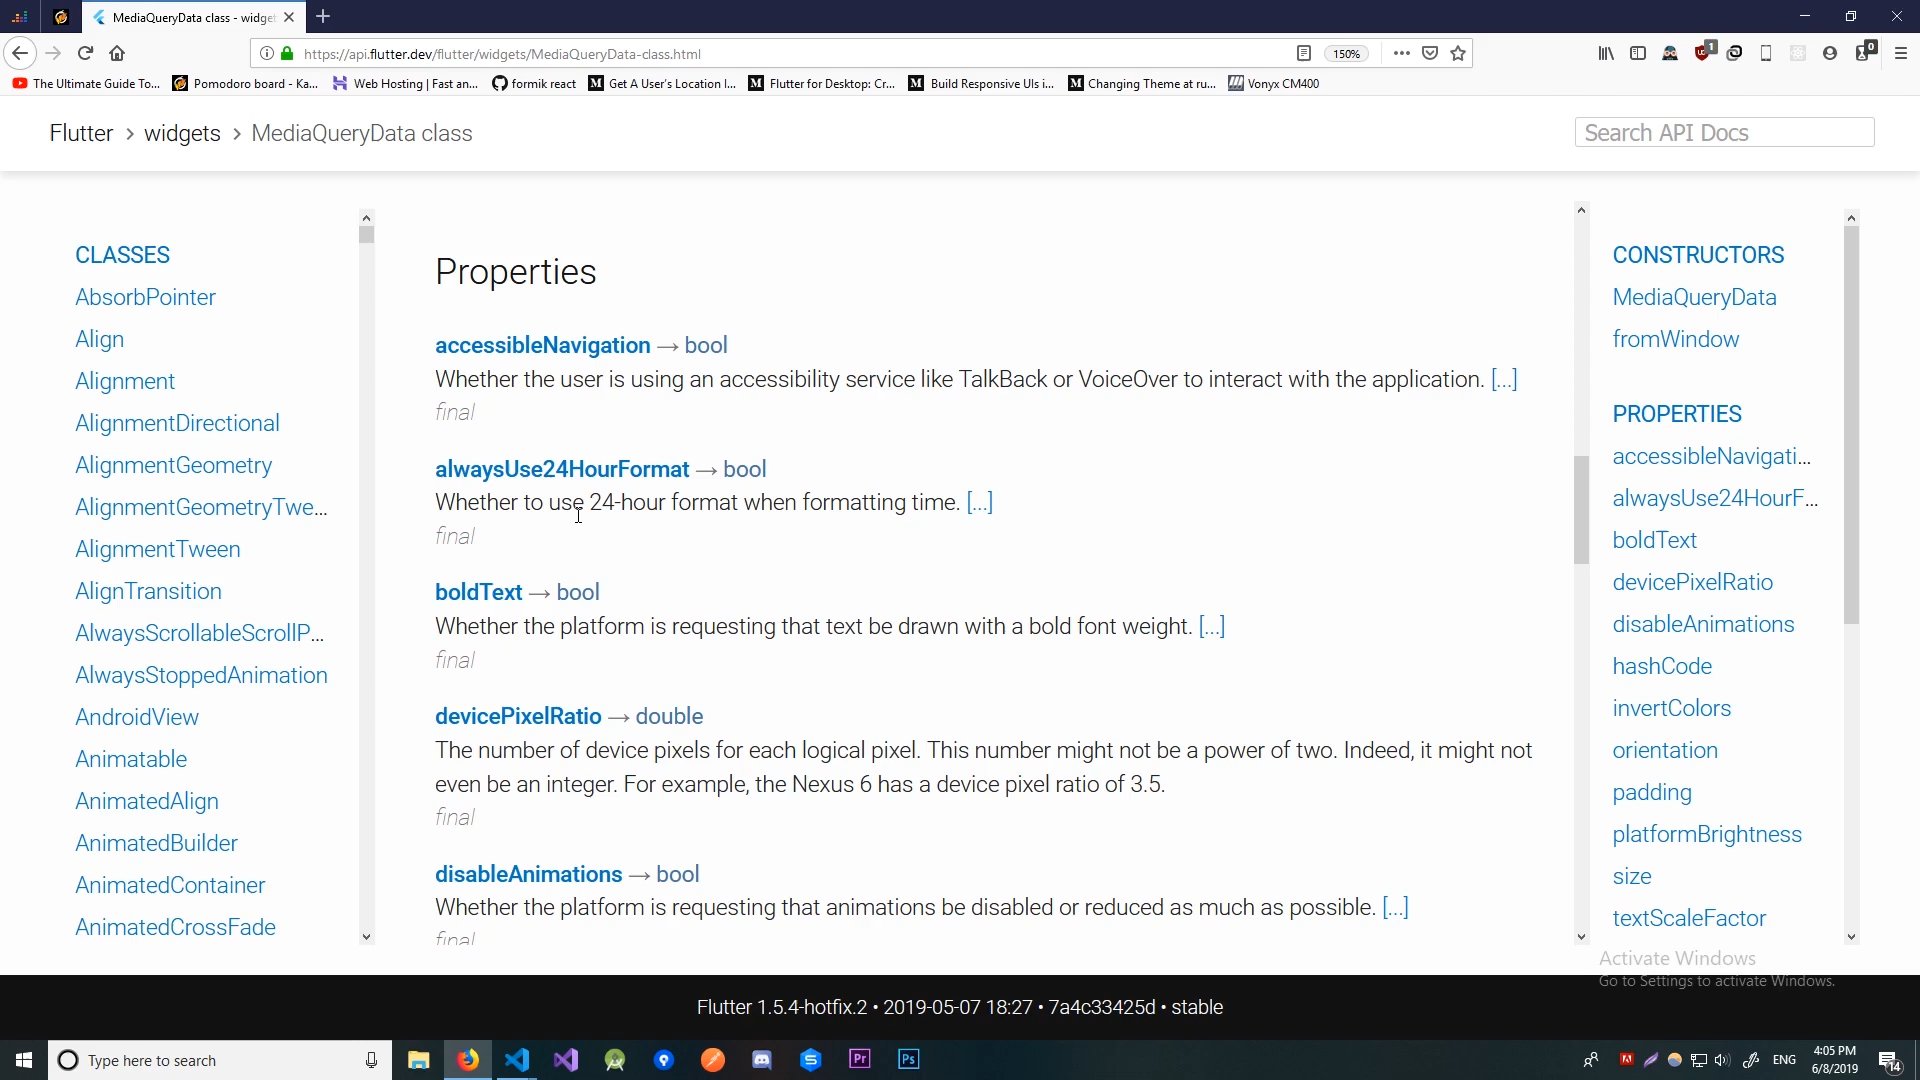 MediaQueryData class - widget
https://api.flutter.dev/flutter/widgets/MediaQueryData-class.html
150%
1
0
The Ultimate Guide To...
Pomodoro board - Ka...
Web Hosting | Fast an...
formik react
Get A User's Location I...
Flutter for Desktop: Cr...
Build Responsive UIs i...
Changing Theme at ru...
Vonyx CM400
Flutter > widgets > MediaQueryData class
Search API Docs
CLASSES
AbsorbPointer
Align
Alignment
AlignmentDirectional
AlignmentGeometry
AlignmentGeometryTwe...
AlignmentTween
AlignTransition
AlwaysScrollableScrollP...
AlwaysStoppedAnimation
AndroidView
Animatable
AnimatedAlign
AnimatedBuilder
AnimatedContainer
AnimatedCrossFade
Properties
accessibleNavigation → bool
Whether the user is using an accessibility service like TalkBack or VoiceOver to interact with the application. [...]
final
alwaysUse24HourFormat → bool
Whether to use 24-hour format when formatting time. [...]
final
boldText → bool
Whether the platform is requesting that text be drawn with a bold font weight. [...]
final
devicePixelRatio → double
The number of device pixels for each logical pixel. This number might not be a power of two. Indeed, it might not
even be an integer. For example, the Nexus 6 has a device pixel ratio of 3.5.
final
disableAnimations → bool
Whether the platform is requesting that animations be disabled or reduced as much as possible. [...]
final
CONSTRUCTORS
MediaQueryData
fromWindow
PROPERTIES
accessibleNavigati...
alwaysUse24HourF...
boldText
devicePixelRatio
disableAnimations
hashCode
invertColors
orientation
padding
platformBrightness
size
textScaleFactor
Activate Windows
Go to Settings to activate Windows.
Flutter 1.5.4-hotfix.2 • 2019-05-07 18:27 • 7a4c33425d • stable
Type here to search
Pr
Ps
ENG
4:05 PM
6/8/2019
14